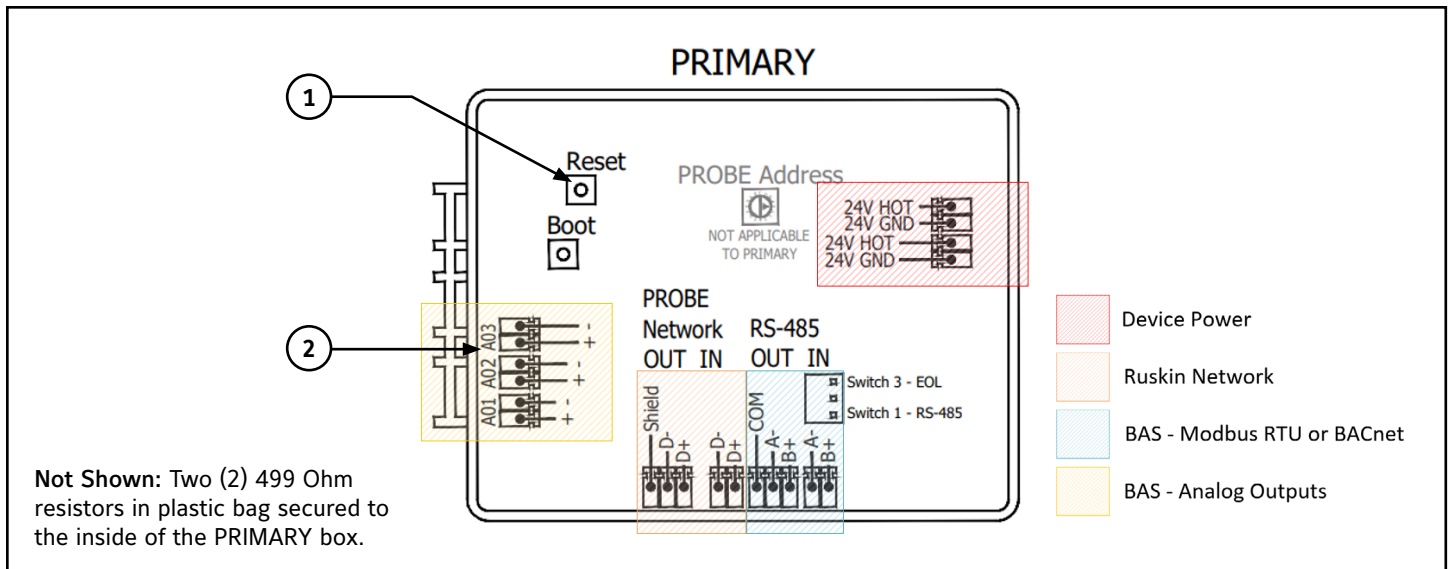 PRIMARY
1
Reset
Boot
PROBE Address
NOT APPLICABLE
TO PRIMARY
24V HOT
24V GND
24V HOT
24V GND
2
A03
- 
+
A02
-
+
A01
-
+
PROBE
Network
OUT IN
RS-485
OUT IN
Switch 3 - EOL
Switch 1 - RS-485
Shield
D-
D+
D-
D+
COM
A-
B+
A-
B+
Device Power
Ruskin Network
BAS - Modbus RTU or BACnet
BAS - Analog Outputs
Not Shown: Two (2) 499 Ohm
resistors in plastic bag secured to
the inside of the PRIMARY box.